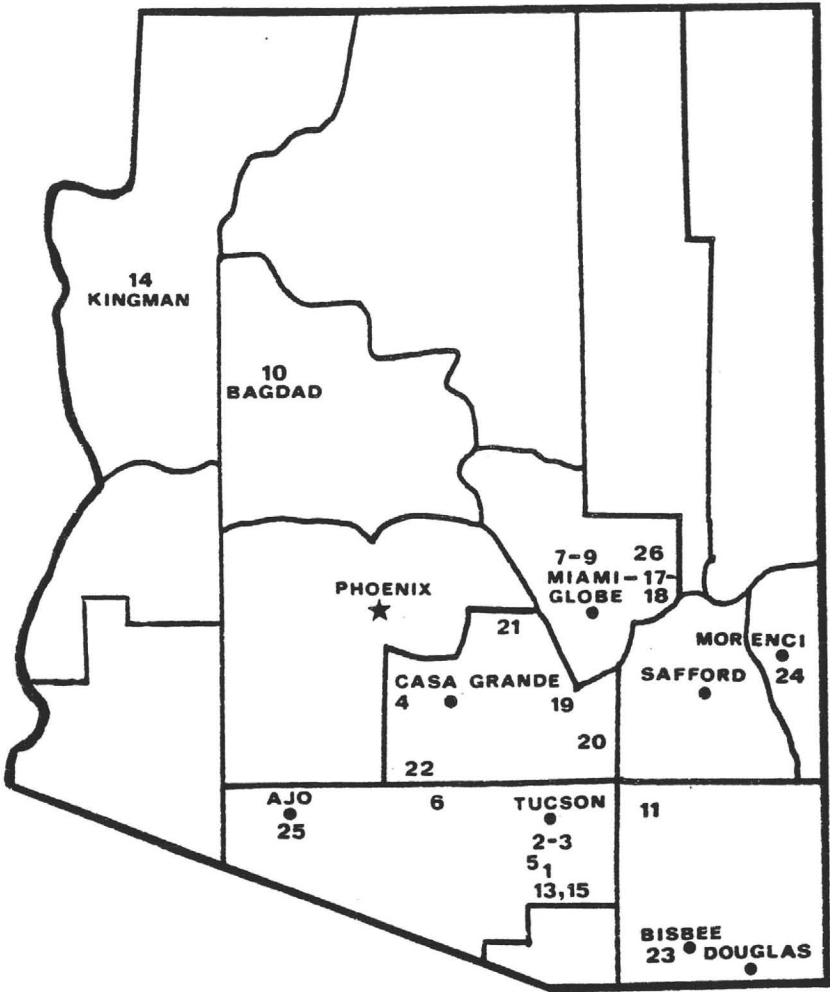 14
KINGMAN
10
BAGDAD
7-9 26
MIAMI-17-
GLOBE 18
PHOENIX
21
MORENCI
24
SAFFORD
CASA GRANDE
4 19
20
22
AJO
25
6
TUCSON
2-3
5 1
13,15
11
BISBEE
23
DOUGLAS